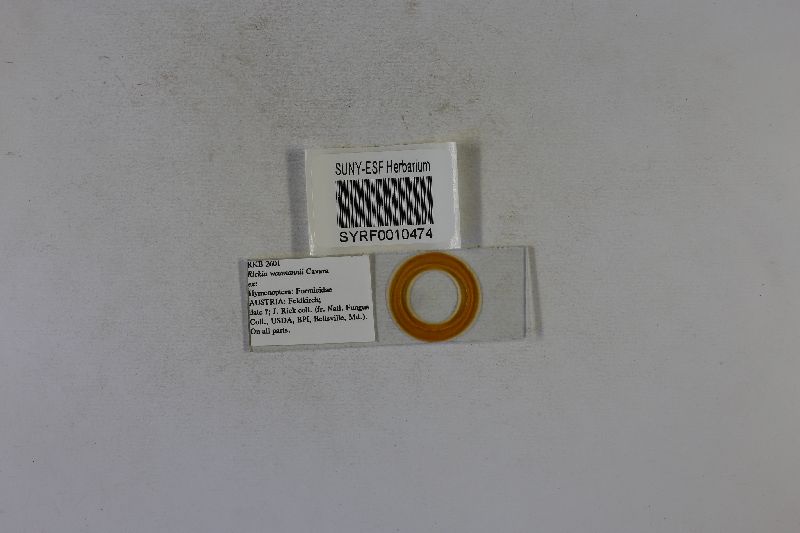 SUNY-ESF Herbarium
SYRF0010474
RKB 2601
Rickia wasmannii Cavara
ex:
Hymenoptera: Formicidae
AUSTRIA: Feldkirch;
date ?; J. Rick coll. (fr. Natl. Fungus
Coll., USDA, BPI, Beltsville, Md.).
On all parts.